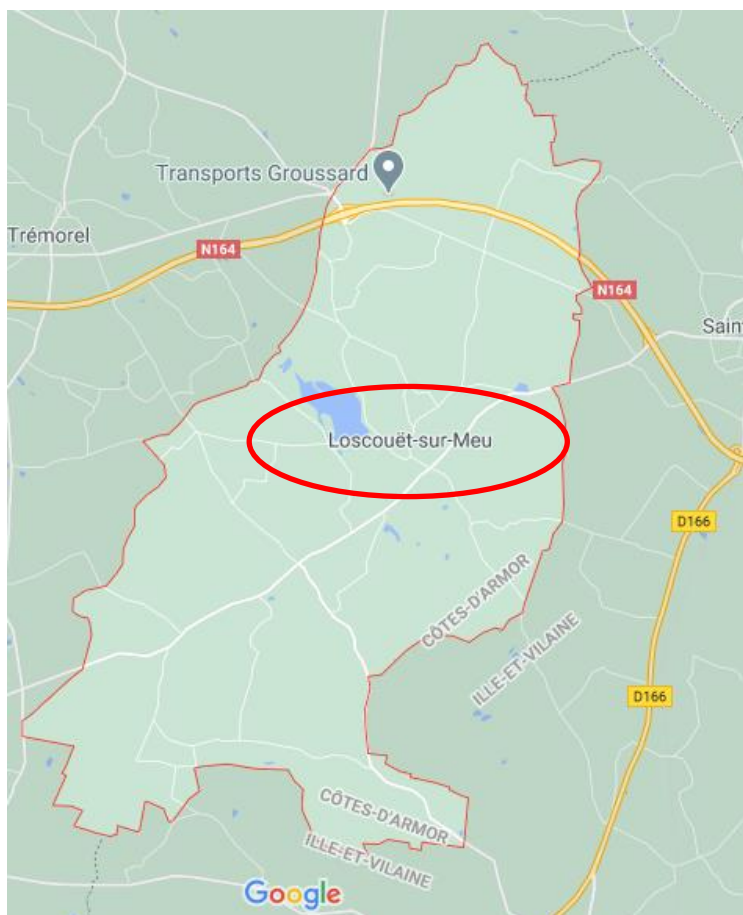 Transports Groussard
Trémorel
N164
N164
Saint
Loscouët-sur-Meu
D166
CÔTES-D'ARMOR
ILLE-ET-VILAINE
D166
CÔTES-D'ARMOR
ILLE-ET-VILAINE
Google